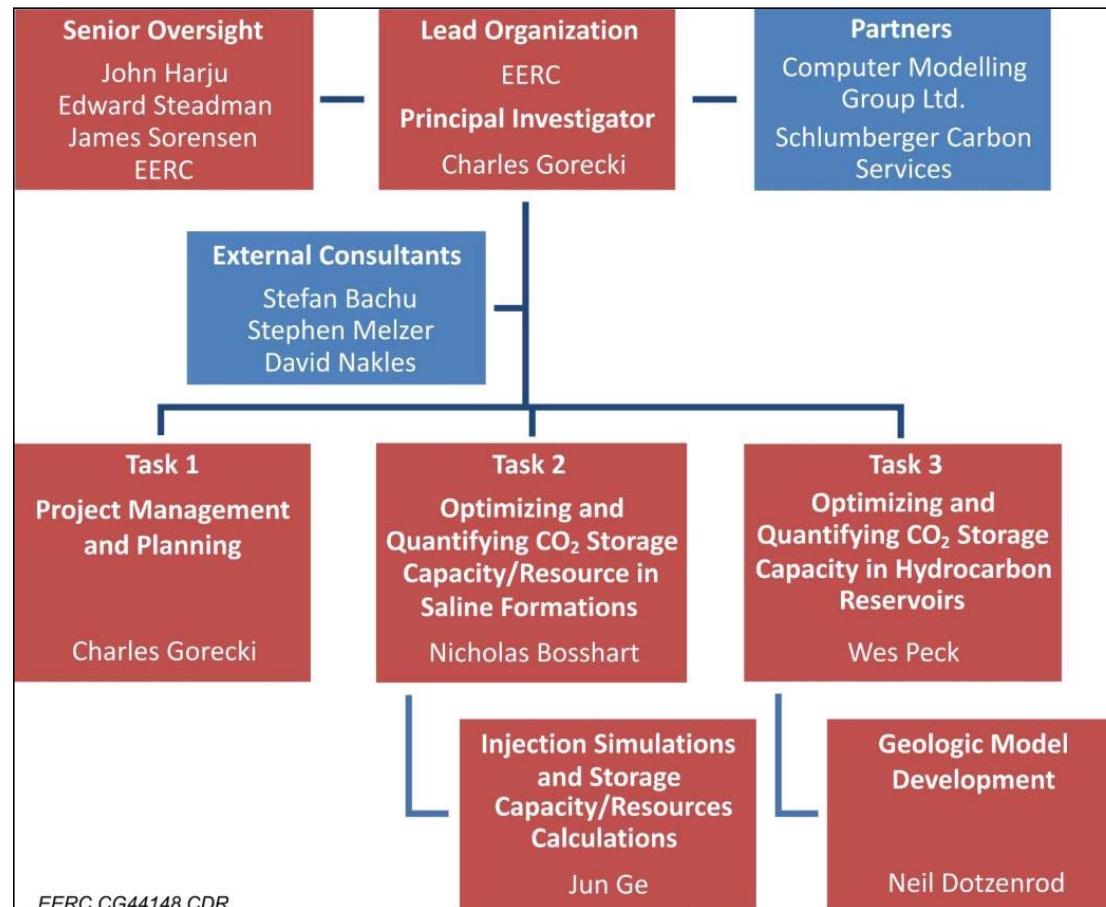 Senior Oversight
John Harju
Edward Steadman
James Sorensen
EERC
Lead Organization
EERC
Principal Investigator
Charles Gorecki
Partners
Computer Modelling
Group Ltd.
Schlumberger Carbon
Services
External Consultants
Stefan Bachu
Stephen Melzer
David Nakles
Task 1
Project Management
and Planning
Charles Gorecki
Task 2
Optimizing and
Quantifying CO₂ Storage
Capacity/Resource in
Saline Formations
Nicholas Bosshart
Task 3
Optimizing and
Quantifying CO₂ Storage
Capacity in Hydrocarbon
Reservoirs
Wes Peck
Injection Simulations
and Storage
Capacity/Resources
Calculations
Jun Ge
Geologic Model
Development
Neil Dotzenrod
EERC CG44148.CDR